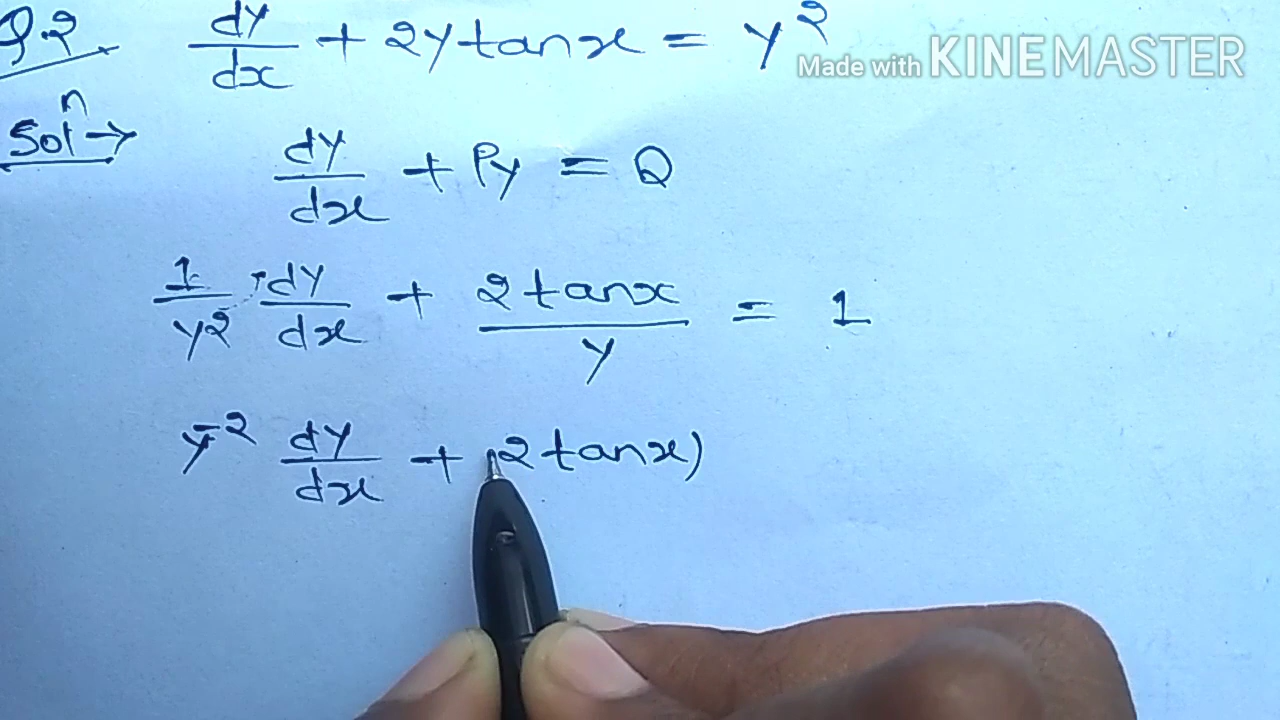 Q.2 dy/dx + 2y tanx = y²
Made with KINEMASTER
Solⁿ → dy/dx + Py = Q
1/y² dy/dx + 2tanx/y = 1
y⁻² dy/dx + 2tanx)